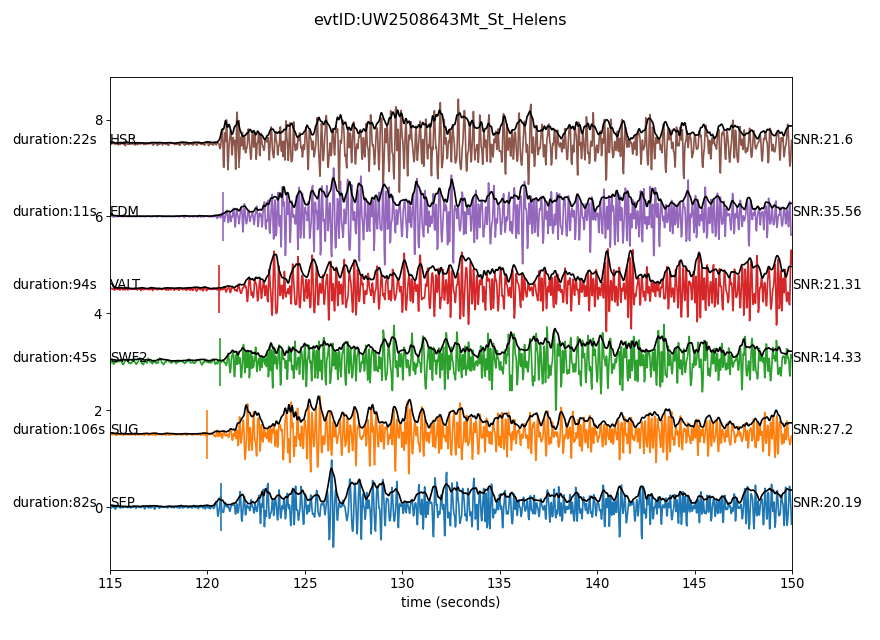 evtID:UW2508643Mt_St_Helens
8
duration:22s HSR SNR:21.6
duration:11s EDM SNR:35.56
6
duration:94s VALT SNR:21.31
4
duration:45s SWF2 SNR:14.33
2
duration:106s SUG SNR:27.2
duration:82s SEP SNR:20.19
0
115 120 125 130 135 140 145 150
time (seconds)